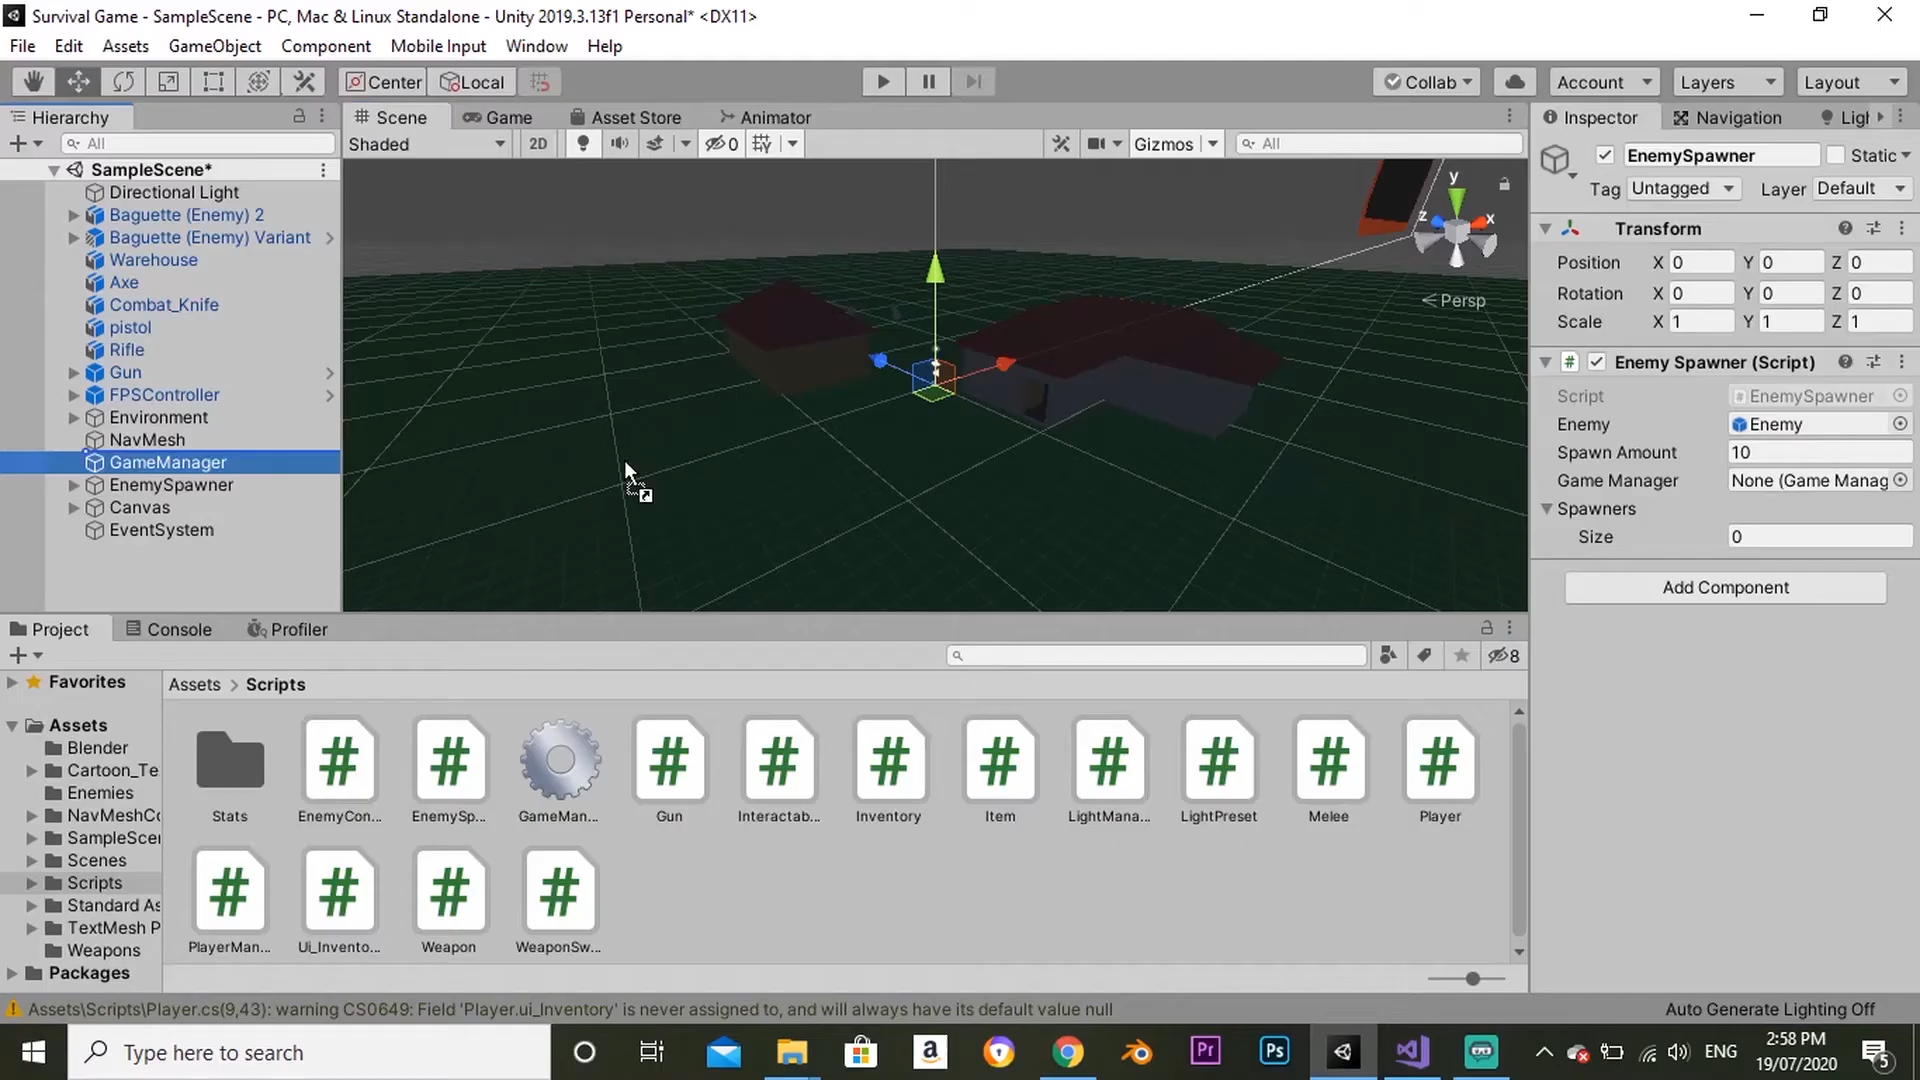 Survival Game - SampleScene - PC, Mac & Linux Standalone - Unity 2019.3.13f1 Personal* <DX11>
File Edit Assets GameObject Component Mobile Input Window Help
Center Local Collab Account Layers Layout
Hierarchy
All
SampleScene*
Directional Light
Baguette (Enemy) 2
Baguette (Enemy) Variant
Warehouse
Axe
Combat_Knife
pistol
Rifle
Gun
FPSController
Environment
NavMesh
GameManager
EnemySpawner
Canvas
EventSystem
Scene Game Asset Store Animator
Shaded 2D 0 Gizmos All
y
z x
Persp
Inspector Navigation Ligh
EnemySpawner Static
Tag Untagged Layer Default
Transform
Position X 0 Y 0 Z 0
Rotation X 0 Y 0 Z 0
Scale X 1 Y 1 Z 1
Enemy Spawner (Script)
Script EnemySpawner
Enemy Enemy
Spawn Amount 10
Game Manager None (Game Manag
Spawners
Size 0
Add Component
Project Console Profiler
8
Favorites
Assets
Blender
Cartoon_Te
Enemies
NavMeshCo
SampleScen
Scenes
Scripts
Standard As
TextMesh P
Weapons
Packages
Assets > Scripts
Stats EnemyCon... EnemySp... GameMan... Gun Interactab... Inventory Item LightMana... LightPreset Melee Player
PlayerMan... Ui_Invento... Weapon WeaponSw...
Assets\Scripts\Player.cs(9,43): warning CS0649: Field 'Player.ui_Inventory' is never assigned to, and will always have its default value null
Auto Generate Lighting Off
Type here to search
a
Pr
Ps
ENG
2:58 PM
19/07/2020
5